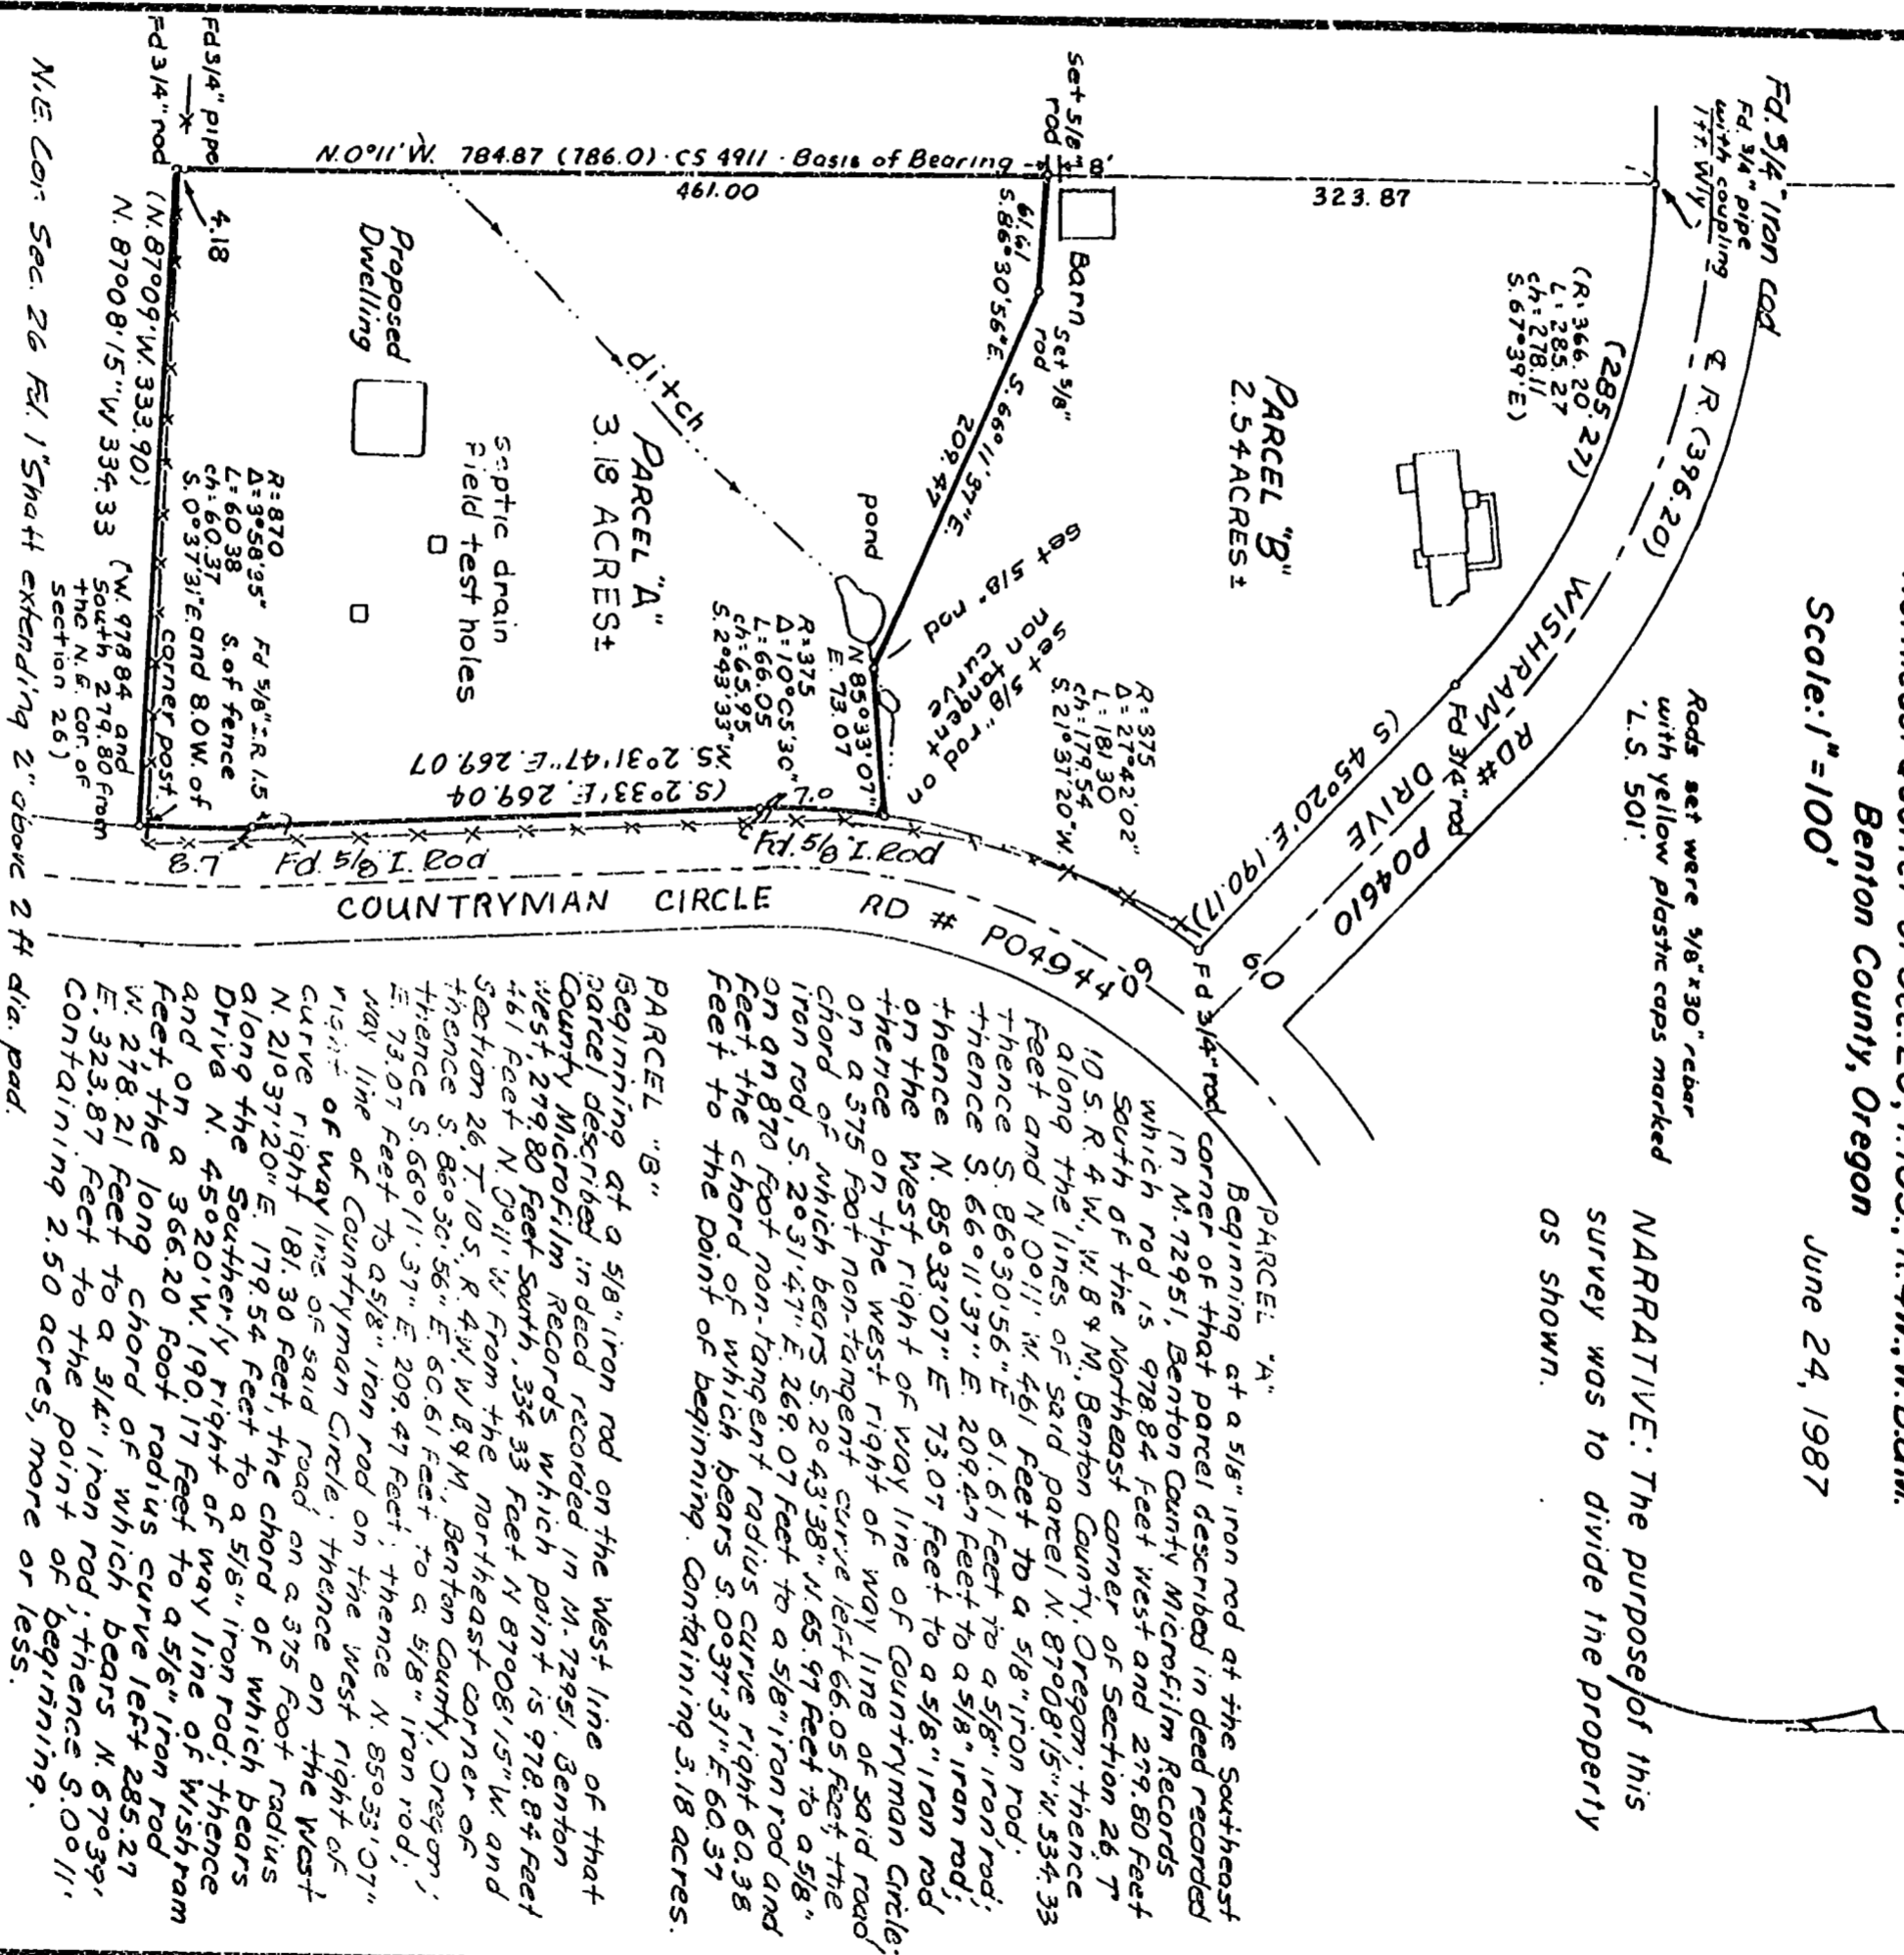 Benton County, Oregon
Scale: 1" = 100'
June 24, 1987
Rods set were 5/8" x 30" rebar
with yellow plastic caps marked
"L.S. 501".
NARRATIVE: The purpose of this
survey was to divide the property
as shown.
Fd. 3/4" iron rod
Fd. 3/4" pipe
with coupling
1 ft. W'ly
1'
℄ R. (396.20)
WISHRAM DRIVE
RD# P04610
60
(285.27)
(R=366.20
L=285.27
ch=278.11
S.67°39'E)
323.87
PARCEL "B"
2.54 ACRES±
Fd 3/4" rod
(S 45°20'E. 190.17)
Fd 3/4" rod
Barn
8'
set 5/8"
rod
N.0°11'W. 784.87 (786.0) · CS 4911 · Basis of Bearing
461.00
61.61
S.86°30'56"E.
Set 5/8"
rod
S.66°11'37"E.
209.47
set 5/8" rod
set 5/8" rod on
non tangent
curve
R=375
Δ=27°42'02"
L=181.30
ch=179.54
S.21°37'20"W.
pond
N 85°33'07"
E. 73.07
R=375
Δ=10°05'30"
L=66.05
ch=65.95
S.2°43'33"W.
ditch
PARCEL "A"
3.18 ACRES±
septic drain
field test holes
Proposed
Dwelling
S. 2°31'47"E. 269.07
(S.2°33'E. 269.04
0.7'
Fd. 5/8 I. Rod
Fd. 5/8 I. Rod
8.7
COUNTRYMAN CIRCLE RD # P04944
60
R=870
Δ=3°58'35"
L=60.38
ch=60.37
S.0°37'31"E.
Fd 5/8" I.R 1.5
S. of fence
and 8.0 W. of
corner post
Fd 3/4" pipe
Fd 3/4" rod
4.18
(N.87°09'W. 333.90)
N. 87°08'15"W 334.33
(W. 978.84 and
South 279.80 from
the N.E. Cor. of
section 26)
N.E. Cor. Sec. 26 Fd. 1" Shaft extending 2" above 2 ft dia. pad.
PARCEL "A"
Beginning at a 5/8" iron rod at the Southeast
corner of that parcel described in deed recorded
in M-72951, Benton County Microfilm Records
which rod is 978.84 feet West and 279.80 feet
South of the Northeast corner of Section 26 T
10 S. R. 4 W., W. B & M, Benton County, Oregon; thence
along the lines of said parcel N. 87°08'15"W. 334.33
feet and N 0°11' W. 461 feet to a 5/8" iron rod;
thence S. 86°30'56"E 61.61 feet to a 5/8" iron rod;
thence S.66°11'37" E. 209.47 feet to a 5/8" iron rod;
thence N. 85°33'07"E 73.07 feet to a 5/8" iron rod
on the West right of way line of Countryman Circle;
thence on the west right of way line of said road
on a 375 foot non-tangent curve left 66.05 feet, the
chord of which bears S. 2°43'38" W. 65.97 feet to a 5/8"
iron rod, S. 2°31'47"E. 269.07 feet to a 5/8" iron rod and
on an 870 foot non-tangent radius curve right 60.38
feet the chord of which bears S.0°37'31"E 60.37
feet to the point of beginning. Containing 3.18 acres.
PARCEL "B"
Beginning at a 5/8" iron rod on the West line of that
parcel described in deed recorded in M-72951, Benton
County Microfilm Records which point is 978.84 feet
West, 279.80 feet South, 334.33 feet N 87°08'15"W. and
461 feet N.0°11'W. from the northeast corner of
Section 26, T. 10 S. R. 4 W. W. B & M., Benton County, Oregon;
thence S. 86°30'56"E. 60.61 feet to a 5/8" iron rod;
thence S.66°11'37"E 209.47 feet; thence N. 85°33'07"
E. 73.07 feet to a 5/8" iron rod on the West right of
way line of Countryman Circle; thence on the West
right of way line of said road, on a 375 foot radius
curve right 181.30 feet, the chord of which bears
N. 21°37'20"E. 179.54 feet to a 5/8" iron rod; thence
along the Southerly right of way line of Wishram
Drive N. 45°20'W. 190.17 feet to a 5/8" iron rod
and on a 366.20 foot radius curve left 285.27
feet, the long chord of which bears N. 67°39'
W. 278.21 feet to a 3/4" iron rod; thence S.0°11'
E. 323.87 feet to the point of beginning.
Containing 2.50 acres, more or less.